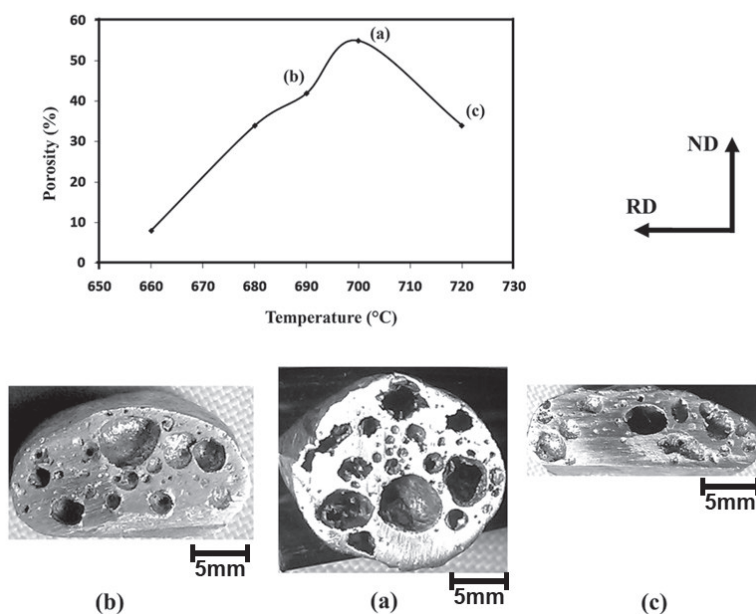 60
50
40
30
20
10
0
Porosity (%)
(a)
(b)
(c)
650 660 670 680 690 700 710 720 730
Temperature (°C)
ND
RD
5mm
5mm
5mm
(b) (a) (c)